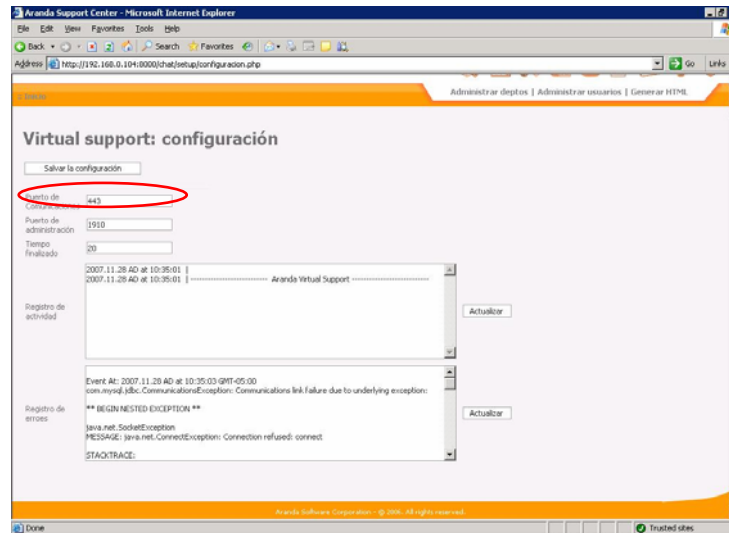 Aranda Support Center - Microsoft Internet Explorer
File Edit View Favorites Tools Help
Back Search Favorites
Address http://192.168.0.104:8080/chat/setup/configuracion.php Go Links
:: Inicio
Administrar deptos | Administrar usuarios | Generar HTML
Virtual support: configuración
Salvar la configuración
Puerto de
Comunicaciones
443
Puerto de
administración
1910
Tiempo
finalizado
20
Registro de
actividad
2007.11.28 AD at 10:35:01 |
2007.11.28 AD at 10:35:01 | ---------------------------- Aranda Virtual Support ----------------------------
Actualizar
Registro de
erroes
Event At: 2007.11.28 AD at 10:35:03 GMT-05:00
com.mysql.jdbc.CommunicationsException: Communications link failure due to underlying exception:
** BEGIN NESTED EXCEPTION **
java.net.SocketException
MESSAGE: java.net.ConnectException: Connection refused: connect
STACKTRACE:
Actualizar
Aranda Software Corporation - © 2006. All rights reserved.
Done
Trusted sites